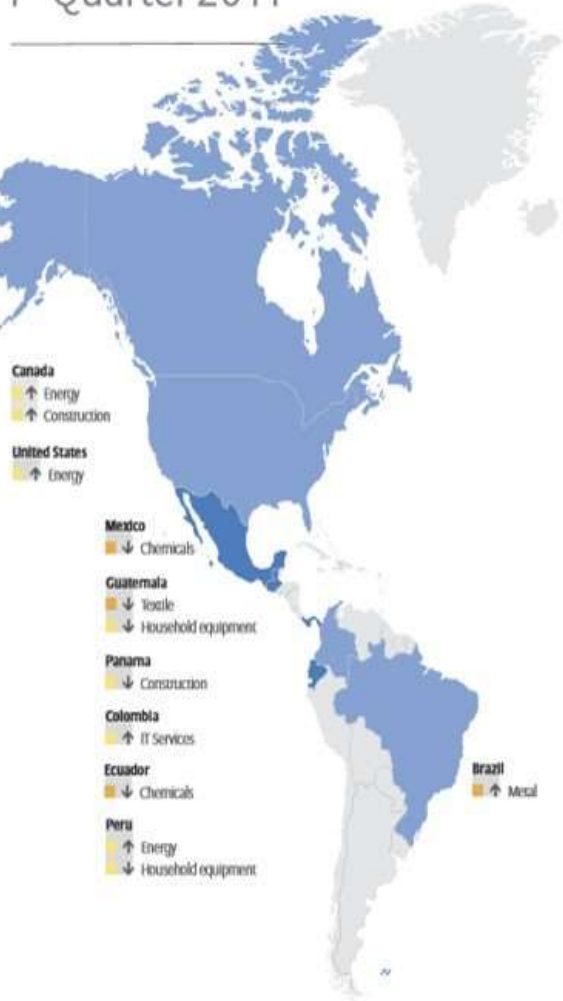 Quarter 2017
Canada
↑ Energy
↑ Construction
United States
↑ Energy
Mexico
↓ Chemicals
Guatemala
↓ Textile
↓ Household equipment
Panama
↓ Construction
Colombia
↑ IT Services
Ecuador
↓ Chemicals
Peru
↑ Energy
↓ Household equipment
Brazil
↑ Metal